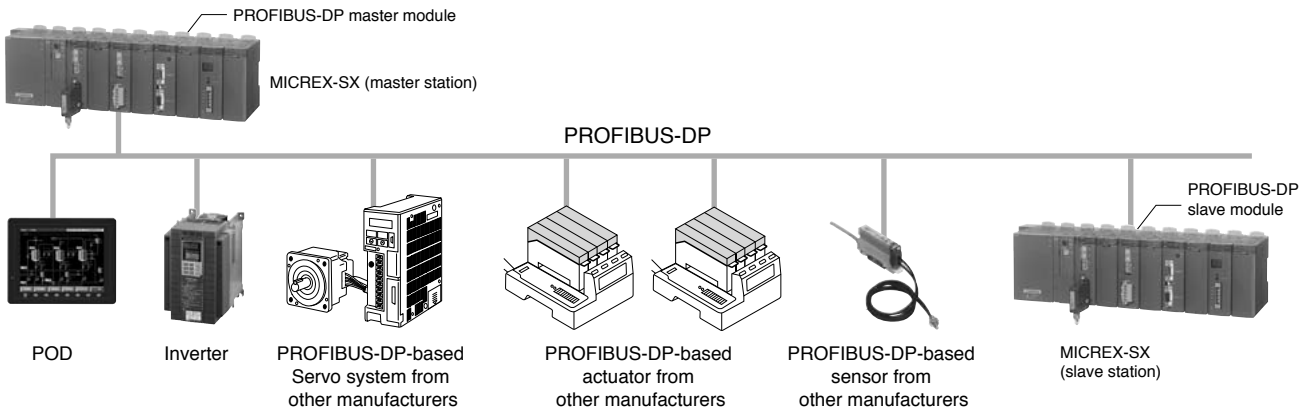 PROFIBUS-DP master module
MICREX-SX (master station)
PROFIBUS-DP
PROFIBUS-DP
slave module
POD
Inverter
PROFIBUS-DP-based
Servo system from
other manufacturers
PROFIBUS-DP-based
actuator from
other manufacturers
PROFIBUS-DP-based
sensor from
other manufacturers
MICREX-SX
(slave station)